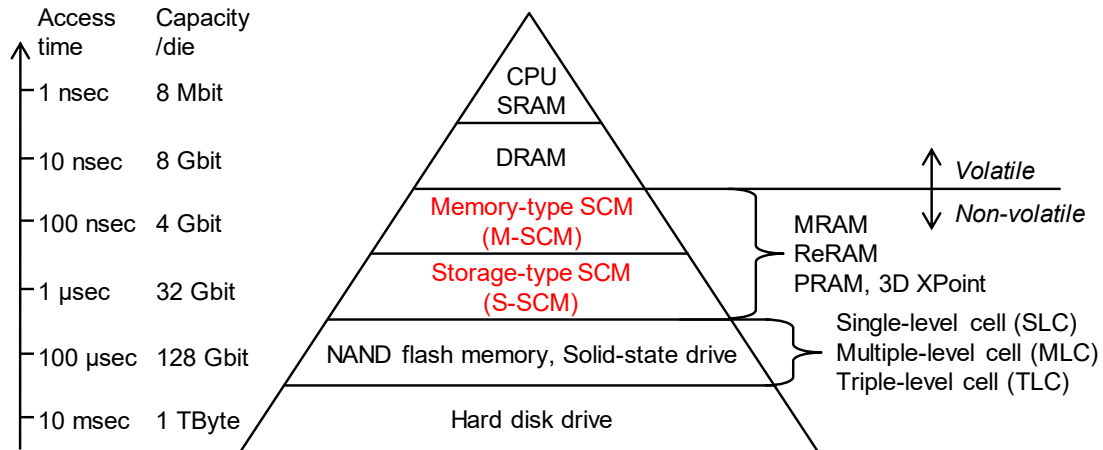 Access time
Capacity /die
1 nsec
8 Mbit
CPU
SRAM
10 nsec
8 Gbit
DRAM
Volatile
Non-volatile
100 nsec
4 Gbit
Memory-type SCM
(M-SCM)
MRAM
ReRAM
PRAM, 3D XPoint
1 μsec
32 Gbit
Storage-type SCM
(S-SCM)
100 μsec
128 Gbit
NAND flash memory, Solid-state drive
Single-level cell (SLC)
Multiple-level cell (MLC)
Triple-level cell (TLC)
10 msec
1 TByte
Hard disk drive